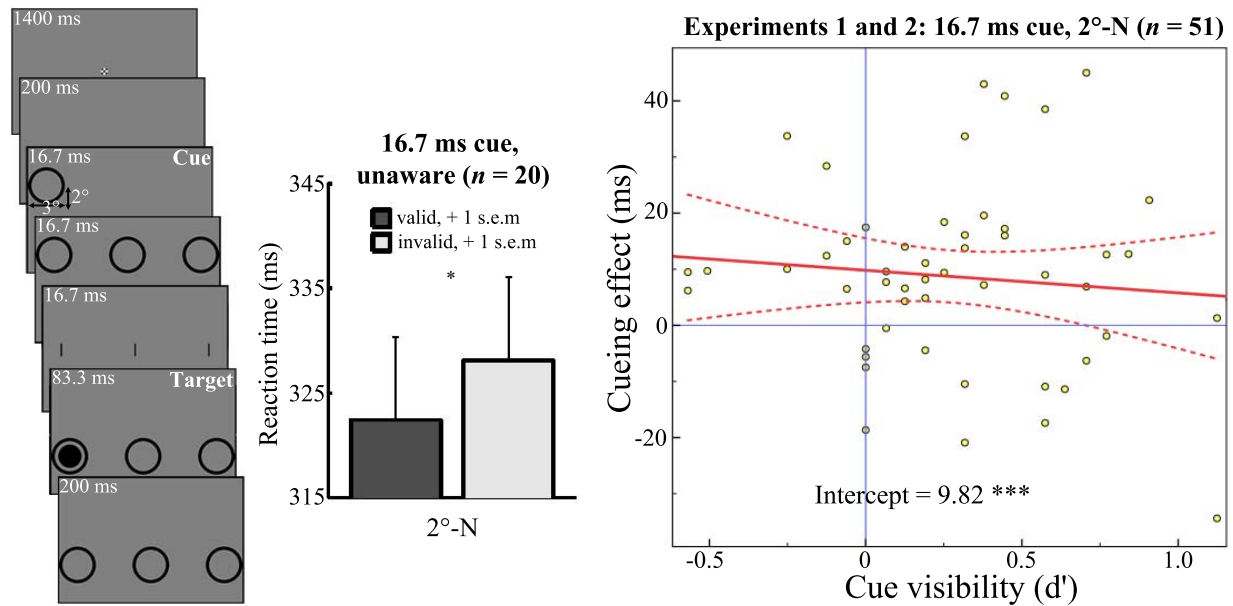 1400 ms
200 ms
16.7 ms
Cue
2°
3°
16.7 ms
16.7 ms
83.3 ms
Target
200 ms
16.7 ms cue,
unaware (n = 20)
345
valid, + 1 s.e.m
invalid, + 1 s.e.m
*
335
325
315
Reaction time (ms)
2°-N
Experiments 1 and 2: 16.7 ms cue, 2°-N (n = 51)
40
20
0
-20
Cueing effect (ms)
Intercept = 9.82 ***
-0.5
0
0.5
1.0
Cue visibility (d')